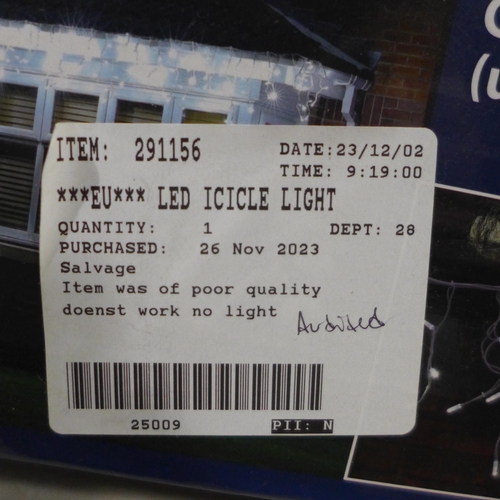 ITEM: 291156
DATE:23/12/02
TIME: 9:19:00
***EU*** LED ICICLE LIGHT
QUANTITY: 1 DEPT: 28
PURCHASED: 26 Nov 2023
Salvage
Item was of poor quality
doenst work no light
Audited
25009 PII: N